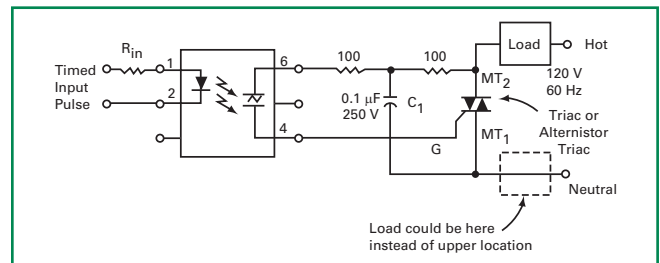 Timed
Input
Pulse
Rin
1
2
6
4
100
100
0.1 μF
250 V
C1
G
MT2
MT1
Load
Hot
120 V
60 Hz
Triac or
Alternistor
Triac
Neutral
Load could be here
instead of upper location